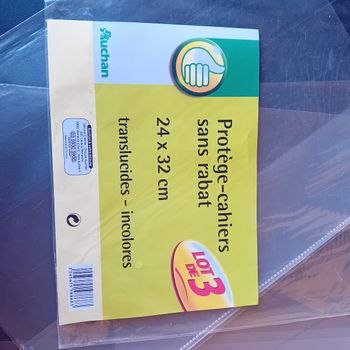 Auchan
Protège-cahiers
sans rabat
24 x 32 cm
translucides - incolores
LOT
DE
3